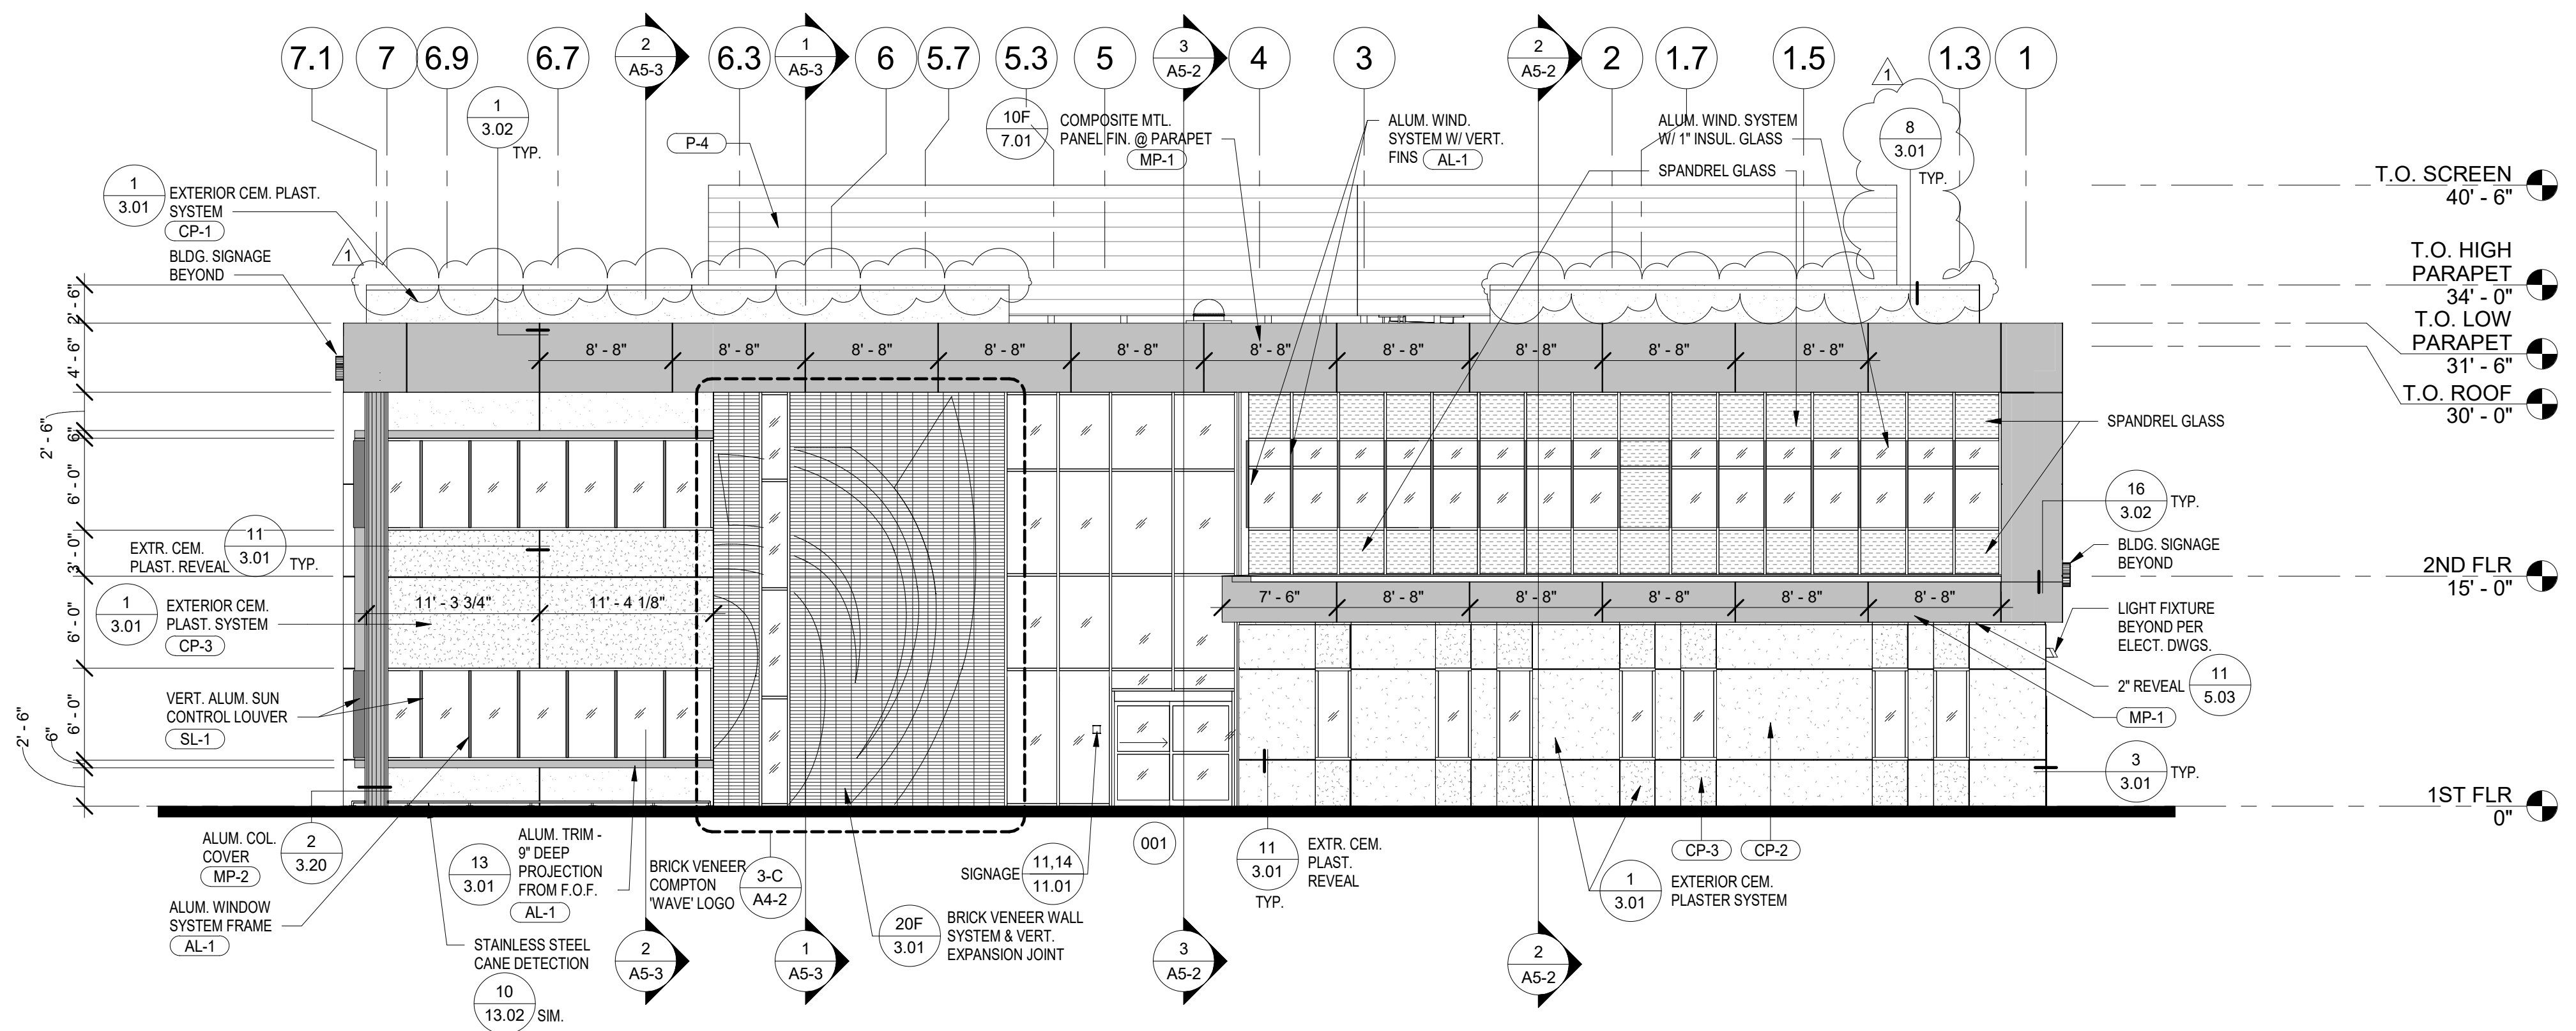 7.1
7
6.9
6.7
2
A5-3
6.3
1
A5-3
6
5.7
5.3
5
3
A5-2
4
3
2
A5-2
2
1.7
1.5
1.3
1
1
1
3.02
TYP.
P-4
10F
7.01
COMPOSITE MTL.
PANEL FIN. @ PARAPET
MP-1
ALUM. WIND.
SYSTEM W/ VERT.
FINS
AL-1
ALUM. WIND. SYSTEM
W/ 1" INSUL. GLASS
SPANDREL GLASS
8
3.01
TYP.
T.O. SCREEN
40' - 6"
T.O. HIGH
PARAPET
34' - 0"
T.O. LOW
PARAPET
31' - 6"
T.O. ROOF
30' - 0"
2ND FLR
15' - 0"
1ST FLR
0"
1
3.01
EXTERIOR CEM. PLAST.
SYSTEM
CP-1
BLDG. SIGNAGE
BEYOND
1
2' - 6"
4' - 6"
2' - 6"
6"
6' - 0"
3' - 0"
6' - 0"
6' - 0"
6"
2' - 6"
8' - 8"
8' - 8"
8' - 8"
8' - 8"
8' - 8"
8' - 8"
8' - 8"
8' - 8"
8' - 8"
8' - 8"
EXTR. CEM.
PLAST. REVEAL
11
3.01
TYP.
1
3.01
EXTERIOR CEM.
PLAST. SYSTEM
CP-3
11' - 3 3/4"
11' - 4 1/8"
VERT. ALUM. SUN
CONTROL LOUVER
SL-1
7' - 6"
8' - 8"
8' - 8"
8' - 8"
8' - 8"
8' - 8"
SPANDREL GLASS
16
3.02
TYP.
BLDG. SIGNAGE
BEYOND
LIGHT FIXTURE
BEYOND PER
ELECT. DWGS.
2" REVEAL
11
5.03
MP-1
3
3.01
TYP.
ALUM. COL.
COVER
MP-2
2
3.20
ALUM. WINDOW
SYSTEM FRAME
AL-1
13
3.01
ALUM. TRIM -
9" DEEP
PROJECTION
FROM F.O.F.
AL-1
STAINLESS STEEL
CANE DETECTION
10
13.02
SIM.
BRICK VENEER
COMPTON
'WAVE' LOGO
3-C
A4-2
20F
3.01
BRICK VENEER WALL
SYSTEM & VERT.
EXPANSION JOINT
SIGNAGE
11,14
11.01
001
11
3.01
TYP.
EXTR. CEM.
PLAST.
REVEAL
CP-3
CP-2
1
3.01
EXTERIOR CEM.
PLASTER SYSTEM
2
A5-3
1
A5-3
3
A5-2
2
A5-2